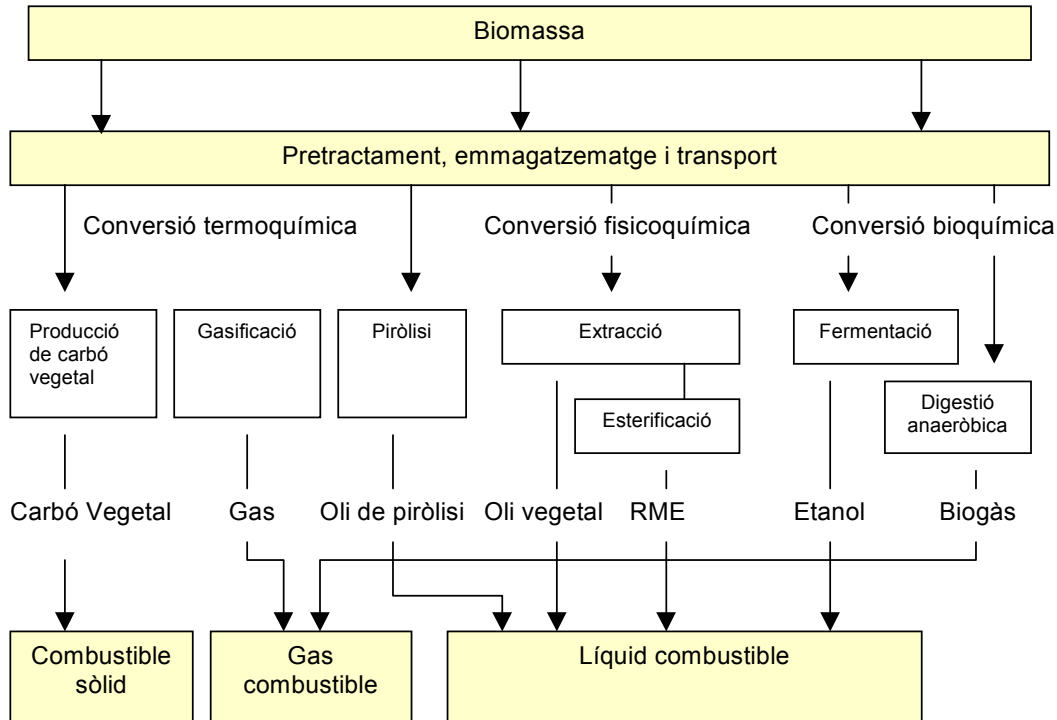 Biomassa
Pretractament, emmagatzematge i transport
Conversió termoquímica
Conversió fisicoquímica
Conversió bioquímica
Producció
de carbó
vegetal
Gasificació
Piròlisi
Extracció
Fermentació
Esterificació
Digestió
anaeròbica
Carbó Vegetal
Gas
Oli de piròlisi
Oli vegetal
RME
Etanol
Biogàs
Combustible
sòlid
Gas
combustible
Líquid combustible